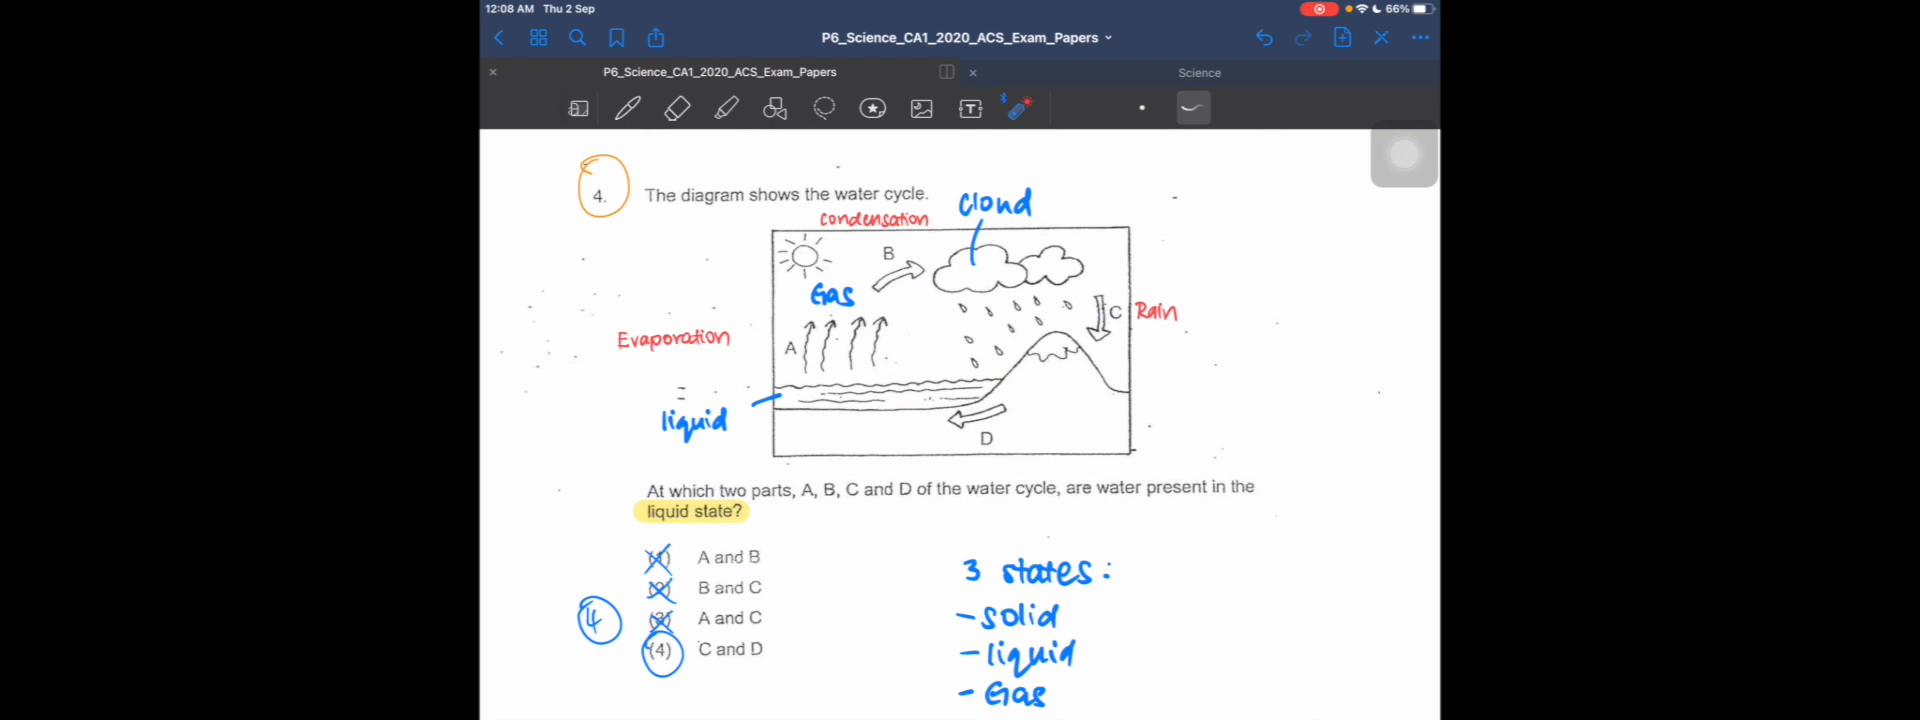 12:08 AM Thu 2 Sep
66%
P6_Science_CA1_2020_ACS_Exam_Papers
P6_Science_CA1_2020_ACS_Exam_Papers
Science
4. The diagram shows the water cycle.
Cloud
Condensation
B
Gas
C Rain
Evaporation
A
liquid
D
At which two parts, A, B, C and D of the water cycle, are water present in the
liquid state?
(1) A and B
(2) B and C
(3) A and C
4
(4) C and D
3 states:
- solid
- liquid
- Gas